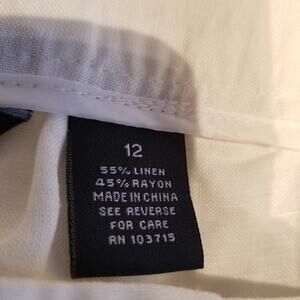 12
55% LINEN
45% RAYON
MADE IN CHINA
SEE REVERSE
FOR CARE
RN 103715